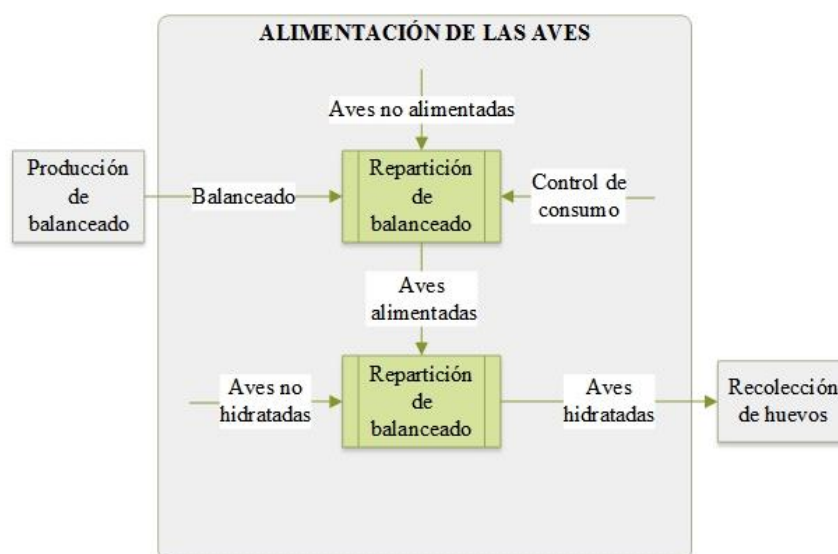 ALIMENTACIÓN DE LAS AVES
Aves no alimentadas
Producción
de
balanceado
Balanceado
Repartición
de
balanceado
Control de
consumo
Aves
alimentadas
Aves no
hidratadas
Repartición
de
balanceado
Aves
hidratadas
Recolección
de huevos